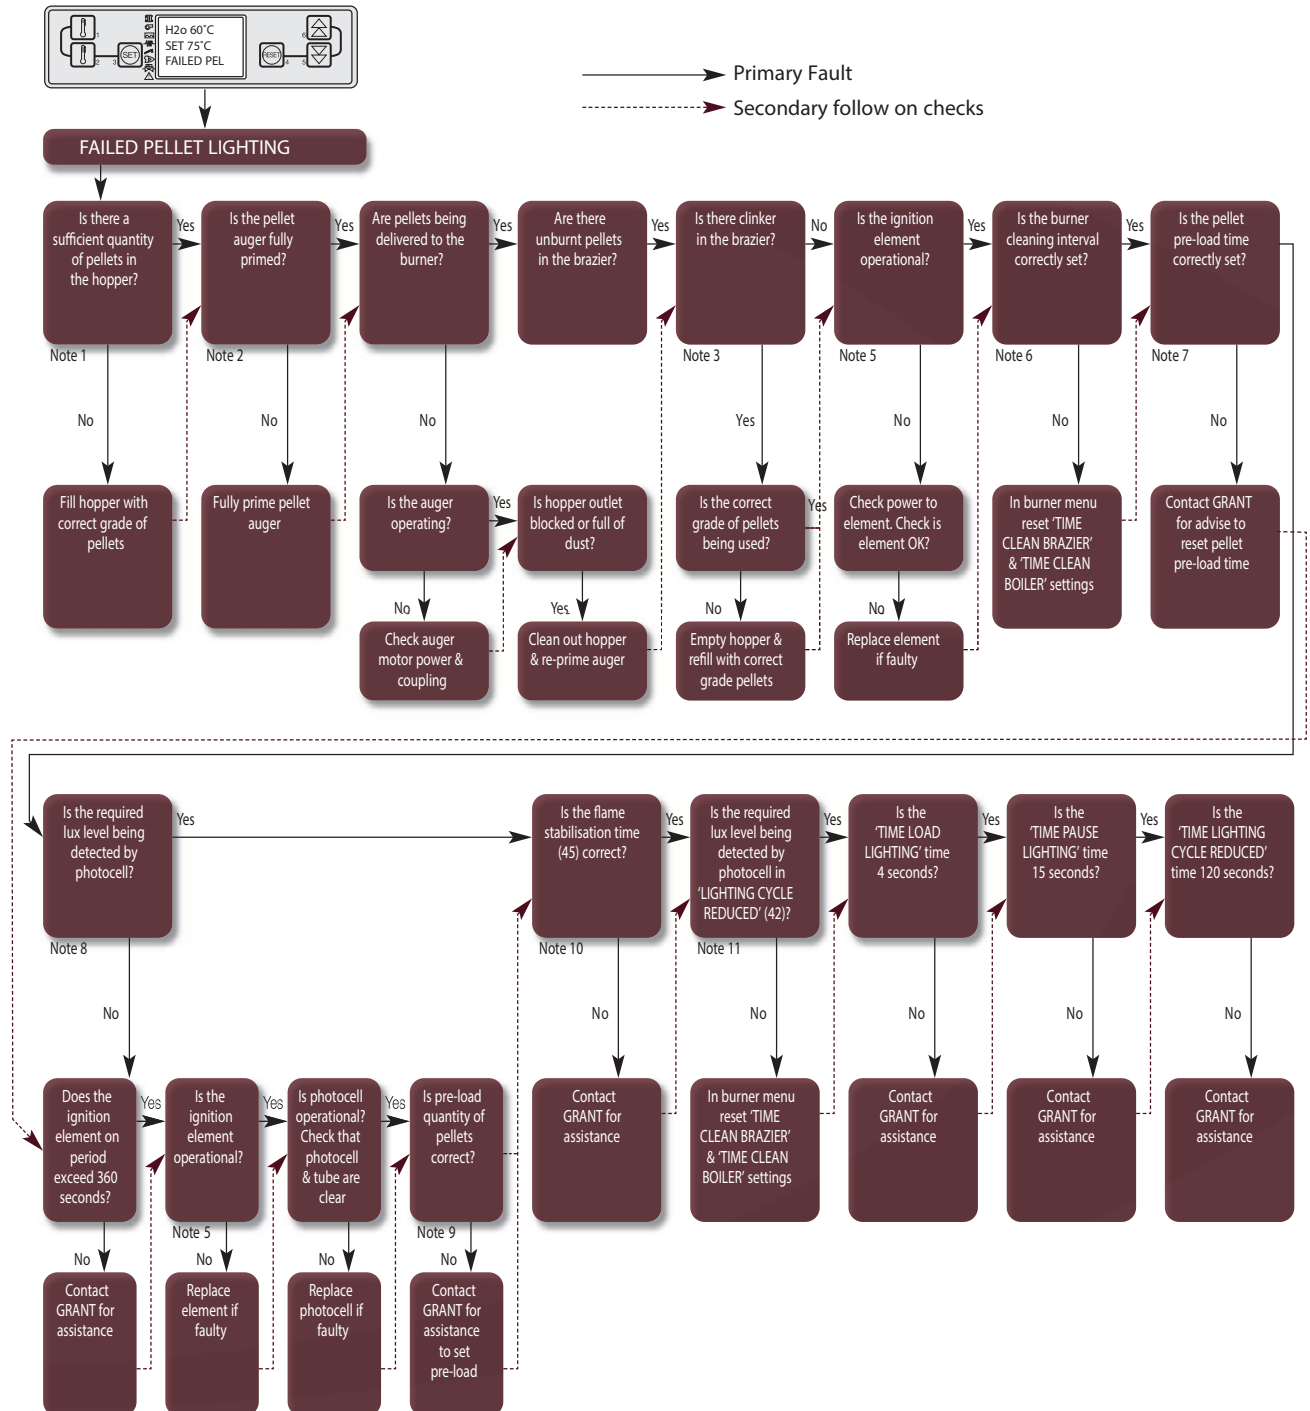 H2o 60˚C
SET 75˚C
FAILED PEL
1
2
3
SET
RESET
4
5
6
Primary Fault
Secondary follow on checks
FAILED PELLET LIGHTING
Is there a
sufficient quantity
of pellets in
the hopper?
Yes
Is the pellet
auger fully
primed?
Yes
Are pellets being
delivered to the
burner?
Yes
Are there
unburnt pellets
in the brazier?
Yes
Is there clinker
in the brazier?
No
Is the ignition
element
operational?
Yes
Is the burner
cleaning interval
correctly set?
Yes
Is the pellet
pre-load time
correctly set?
Note 1
Note 2
Note 3
Note 5
Note 6
Note 7
No
No
No
Yes
No
No
No
Fill hopper with
correct grade of
pellets
Fully prime pellet
auger
Is the auger
operating?
Yes
Is hopper outlet
blocked or full of
dust?
Is the correct
grade of pellets
being used?
Yes
Check power to
element. Check is
element OK?
In burner menu
reset ‘TIME
CLEAN BRAZIER’
& ‘TIME CLEAN
BOILER’ settings
Contact GRANT
for advise to
reset pellet
pre-load time
No
Yes
No
No
Check auger
motor power &
coupling
Clean out hopper
& re-prime auger
Empty hopper &
refill with correct
grade pellets
Replace element
if faulty
Is the required
lux level being
detected by
photocell?
Yes
Is the flame
stabilisation time
(45) correct?
Yes
Is the required
lux level being
detected by
photocell in
‘LIGHTING CYCLE
REDUCED’ (42)?
Yes
Is the
‘TIME LOAD
LIGHTING’ time
4 seconds?
Yes
Is the
‘TIME PAUSE
LIGHTING’ time
15 seconds?
Yes
Is the
‘TIME LIGHTING
CYCLE REDUCED’
time 120 seconds?
Note 8
Note 10
Note 11
No
No
No
No
No
No
Does the
ignition
element on
period
exceed 360
seconds?
Yes
Is the
ignition
element
operational?
Yes
Is photocell
operational?
Check that
photocell
& tube are
clear
Yes
Is pre-load
quantity of
pellets
correct?
Contact
GRANT for
assistance
In burner menu
reset ‘TIME
CLEAN BRAZIER’
& ‘TIME CLEAN
BOILER’ settings
Contact
GRANT for
assistance
Contact
GRANT for
assistance
Contact
GRANT for
assistance
Note 5
Note 9
No
No
No
No
Contact
GRANT for
assistance
Replace
element if
faulty
Replace
photocell if
faulty
Contact
GRANT for
assistance
to set
pre-load